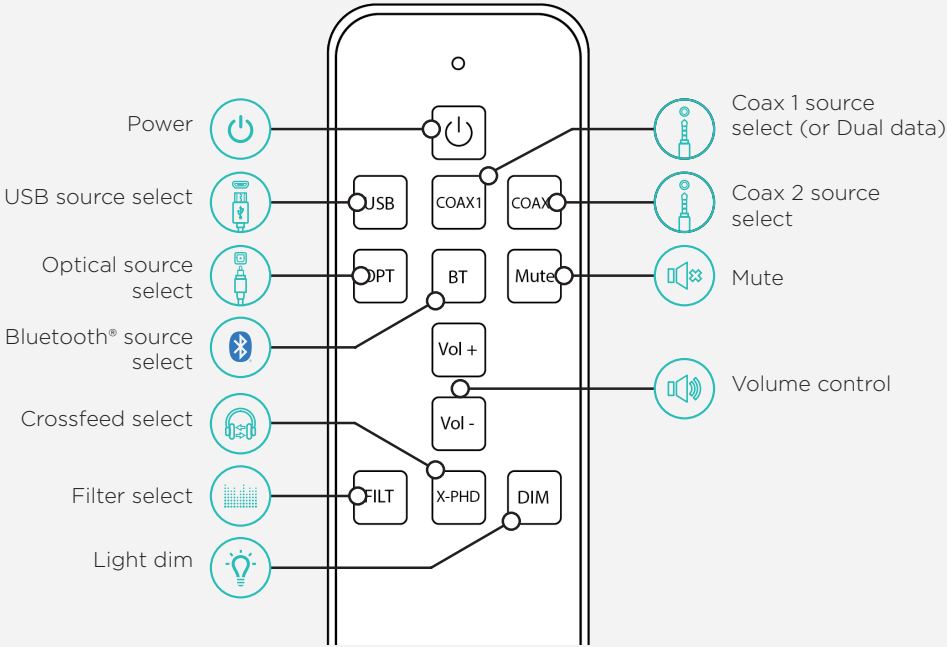 Power
USB source select
Optical source
select
Bluetooth® source
select
Crossfeed select
Filter select
Light dim
USB
COAX1
COAX
OPT
BT
Mute
Vol +
Vol -
FILT
X-PHD
DIM
Coax 1 source
select (or Dual data)
Coax 2 source
select
Mute
Volume control